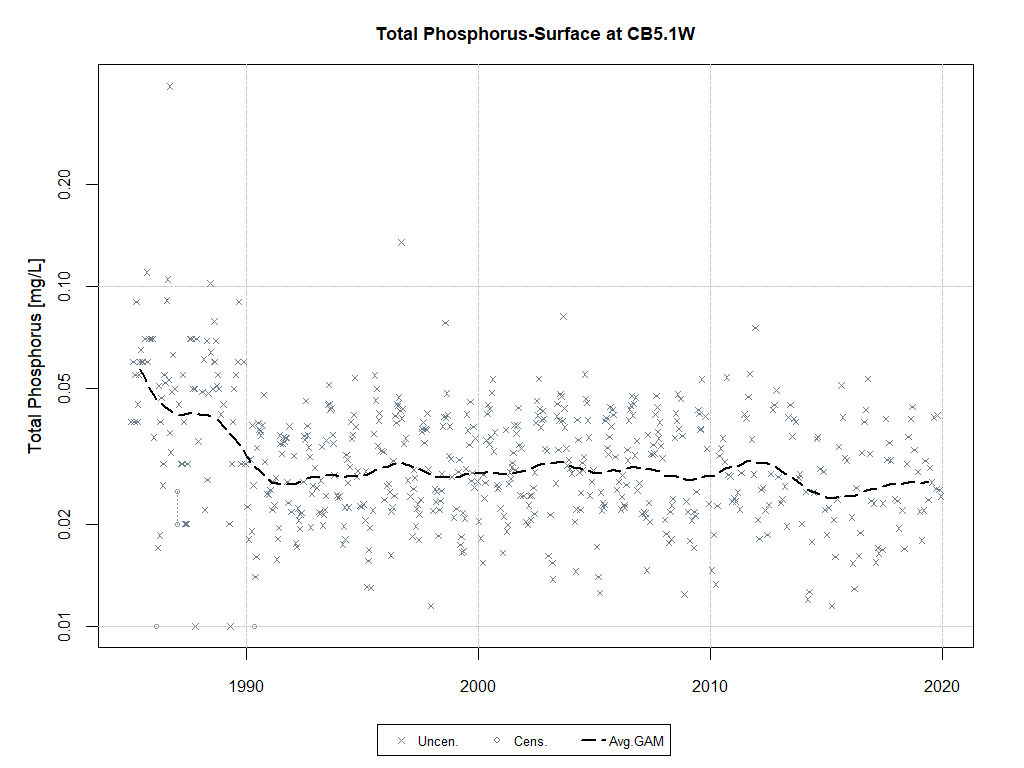 Total Phosphorus-Surface at CB5.1W
Total Phosphorus [mg/L]
0.20
0.10
0.05
0.02
0.01
1990 2000 2010 2020
Uncen. Cens. Avg.GAM